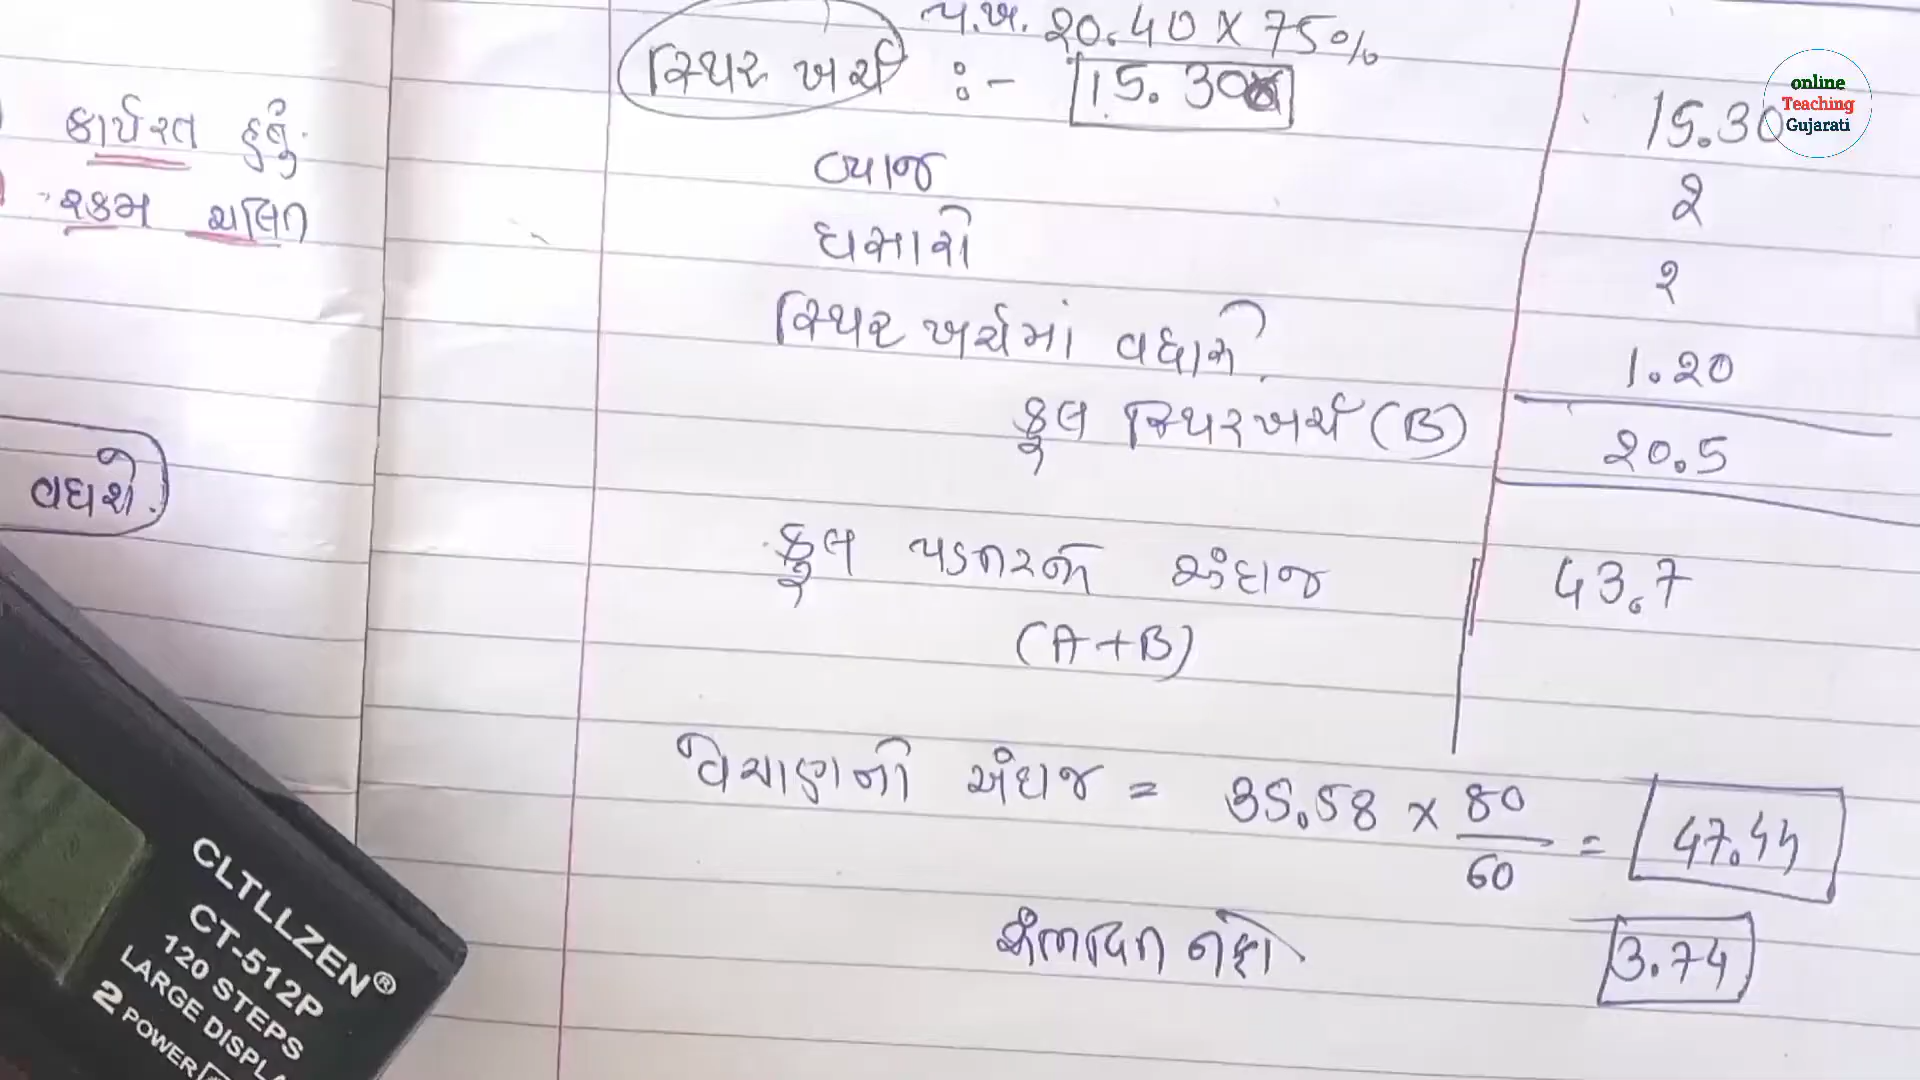 કાર્યરત હતું.
રકમ ચલિત
વધશે.
પ.ખ. 20.40 X 75%
સ્થિર ખર્ચ :- 15.30
15.30
વ્યાજ 2
ઘસારો 2
સ્થિર ખર્ચમાં વધારો 1.20
કુલ સ્થિર ખર્ચ (B) 20.5
કુલ પડતરનો અંદાજ 43.7
(A+B)
વેચાણનો અંદાજ = 35.58 x 80/60 = 47.44
સંભવિત નફો 3.74
online
Teaching
Gujarati
CLTLLZEN®
CT-512P
120 STEPS
LARGE DISPLA
2 POWER